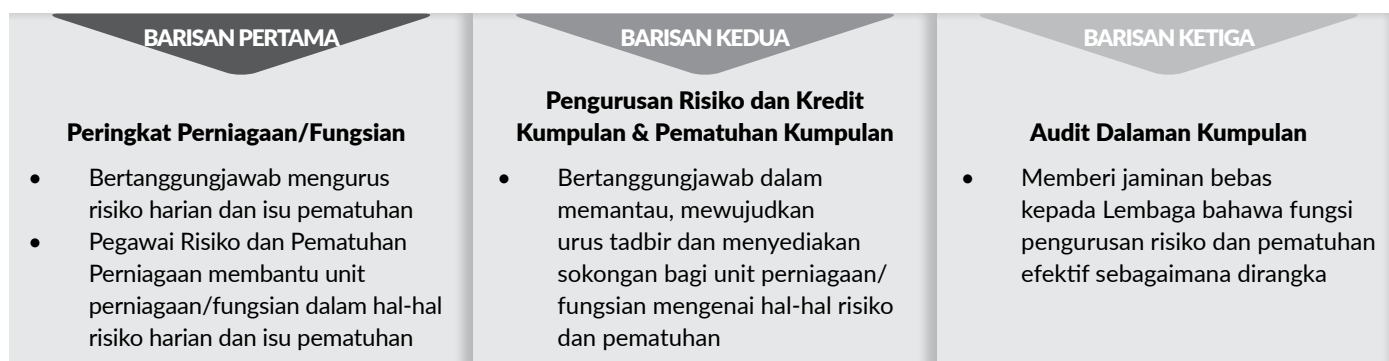 BARISAN PERTAMA
Peringkat Perniagaan/Fungsian
• Bertanggungjawab mengurus
risiko harian dan isu pematuhan
• Pegawai Risiko dan Pematuhan
Perniagaan membantu unit
perniagaan/fungsian dalam hal-hal
risiko harian dan isu pematuhan
BARISAN KEDUA
Pengurusan Risiko dan Kredit
Kumpulan & Pematuhan Kumpulan
• Bertanggungjawab dalam
memantau, mewujudkan
urus tadbir dan menyediakan
sokongan bagi unit perniagaan/
fungsian mengenai hal-hal risiko
dan pematuhan
BARISAN KETIGA
Audit Dalaman Kumpulan
• Memberi jaminan bebas
kepada Lembaga bahawa fungsi
pengurusan risiko dan pematuhan
efektif sebagaimana dirangka